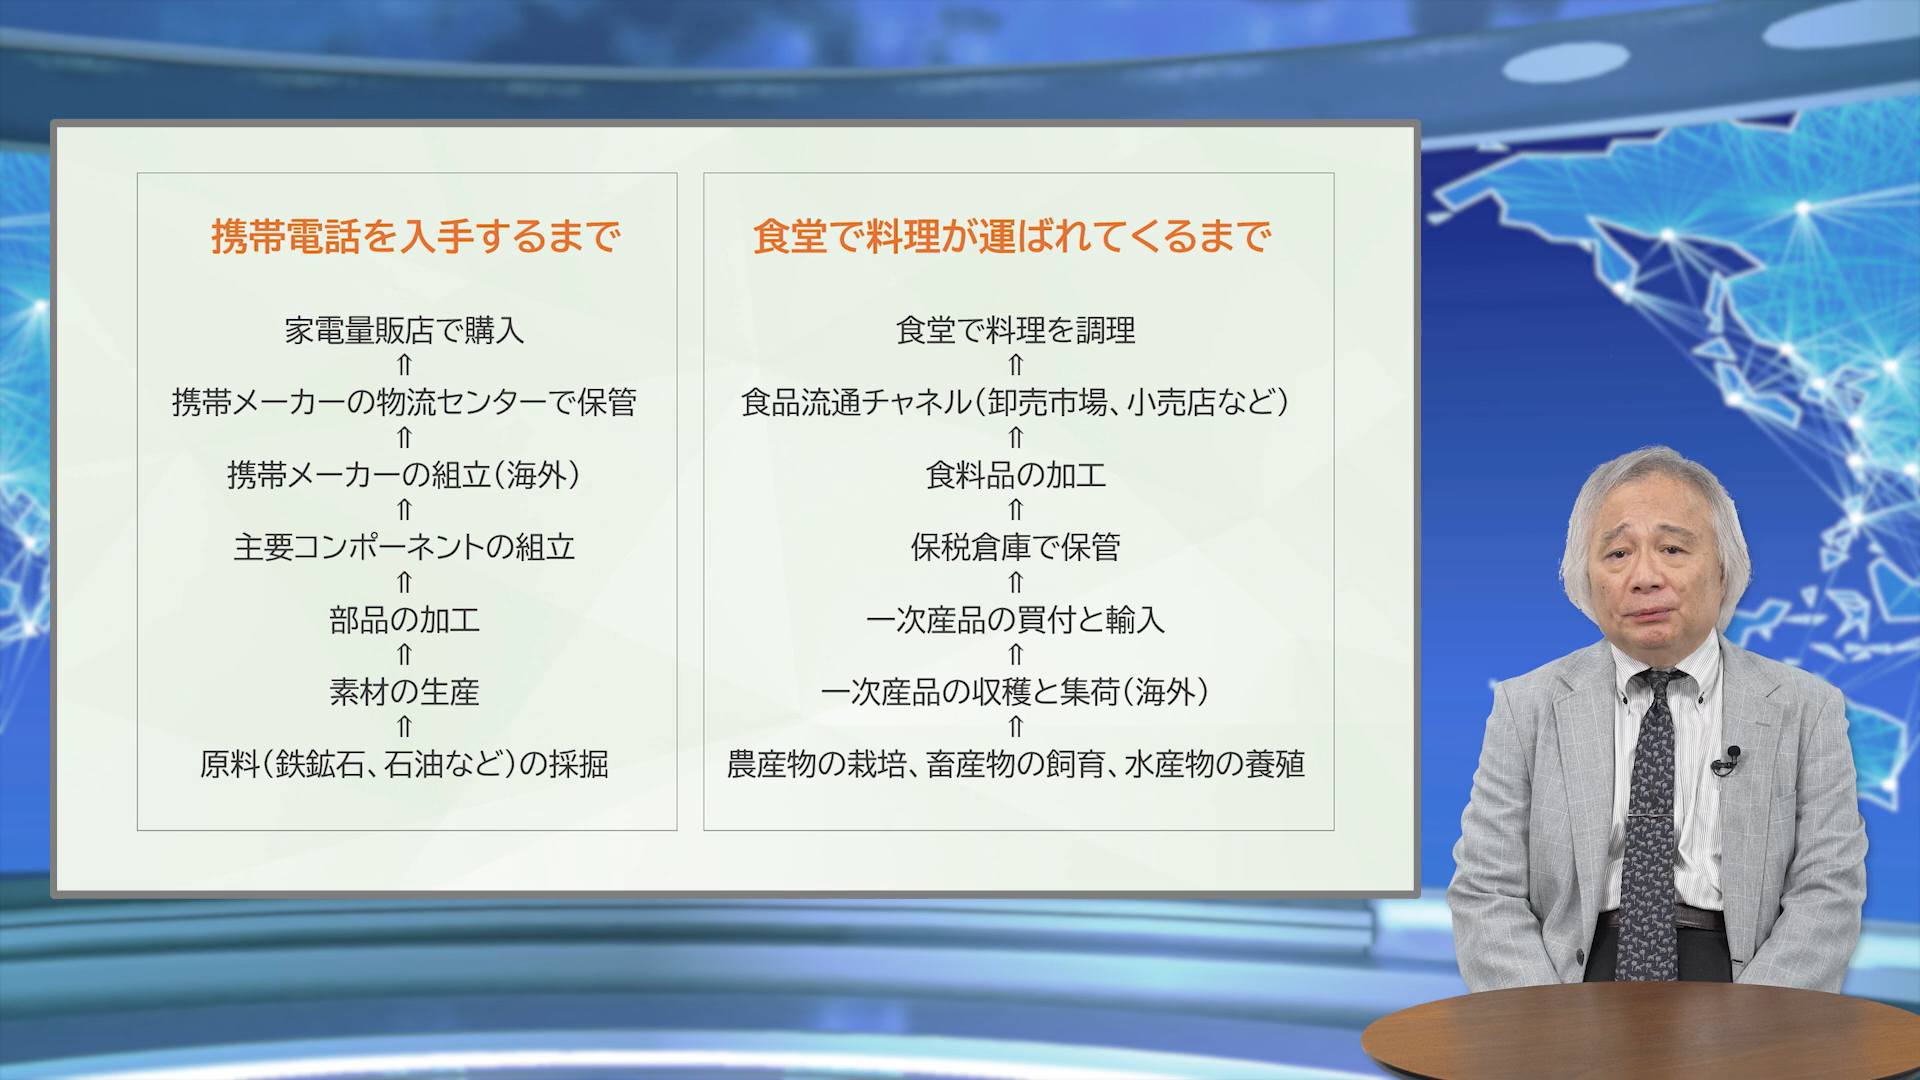 携帯電話を入手するまで
家電量販店で購入
⇑
携帯メーカーの物流センターで保管
⇑
携帯メーカーの組立（海外）
⇑
主要コンポーネントの組立
⇑
部品の加工
⇑
素材の生産
⇑
原料（鉄鉱石、石油など）の採掘
食堂で料理が運ばれてくるまで
食堂で料理を調理
⇑
食品流通チャネル（卸売市場、小売店など）
⇑
食料品の加工
⇑
保税倉庫で保管
⇑
一次産品の買付と輸入
⇑
一次産品の収穫と集荷（海外）
⇑
農産物の栽培、畜産物の飼育、水産物の養殖